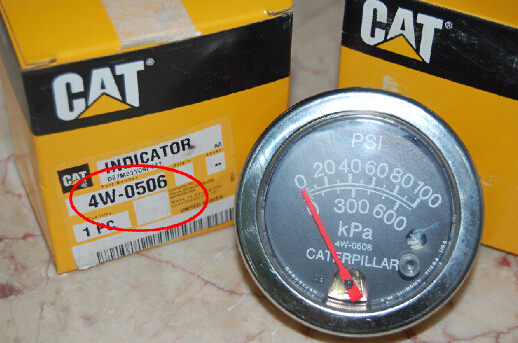 CAT
CAT
INDICATOR
CAT
4W-0506
1 PC
PSI
0 20 40 60 80 100
300 600
kPa
4W-0506
CATERPILLAR